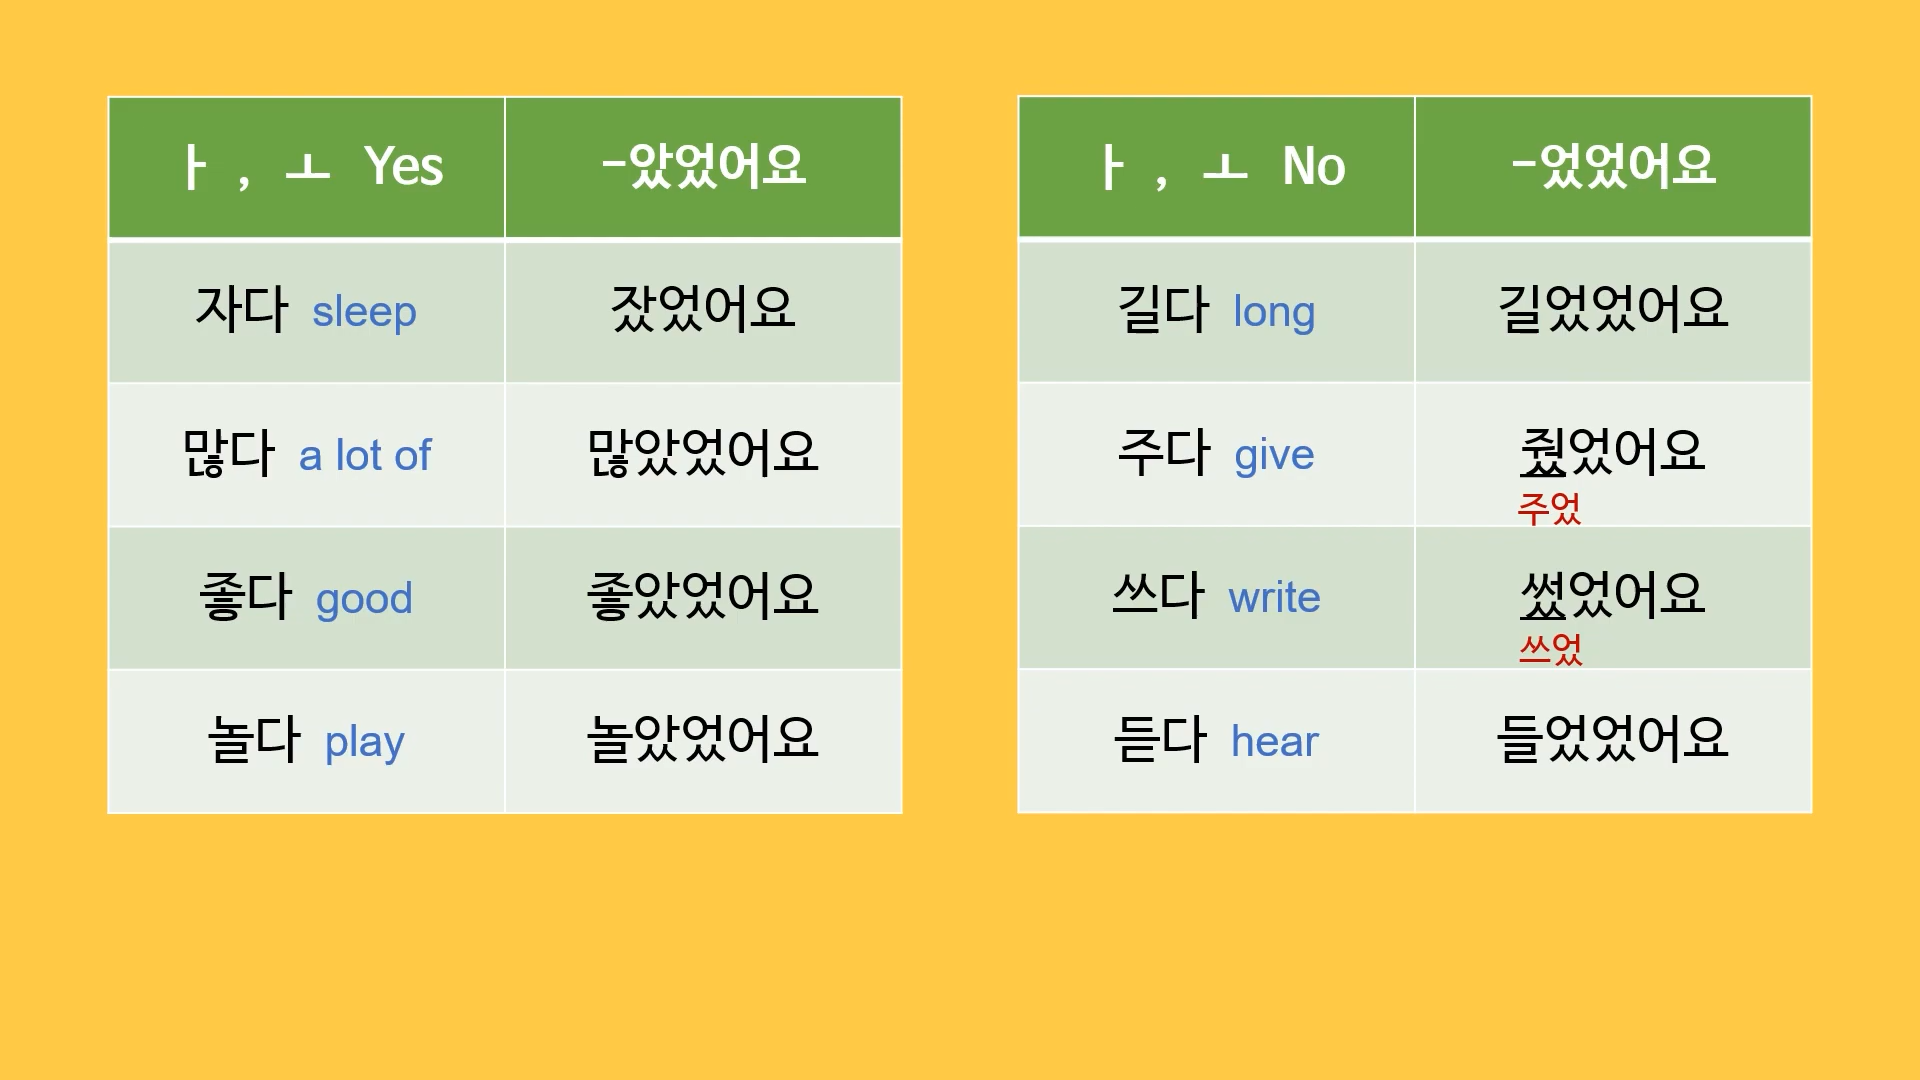 ㅏ, ㅗ Yes
-았었어요
자다 sleep
잤었어요
많다 a lot of
많았었어요
좋다 good
좋았었어요
놀다 play
놀았었어요
ㅏ, ㅗ No
-었었어요
길다 long
길었었어요
주다 give
줬었어요
주었
쓰다 write
썼었어요
쓰었
듣다 hear
들었었어요